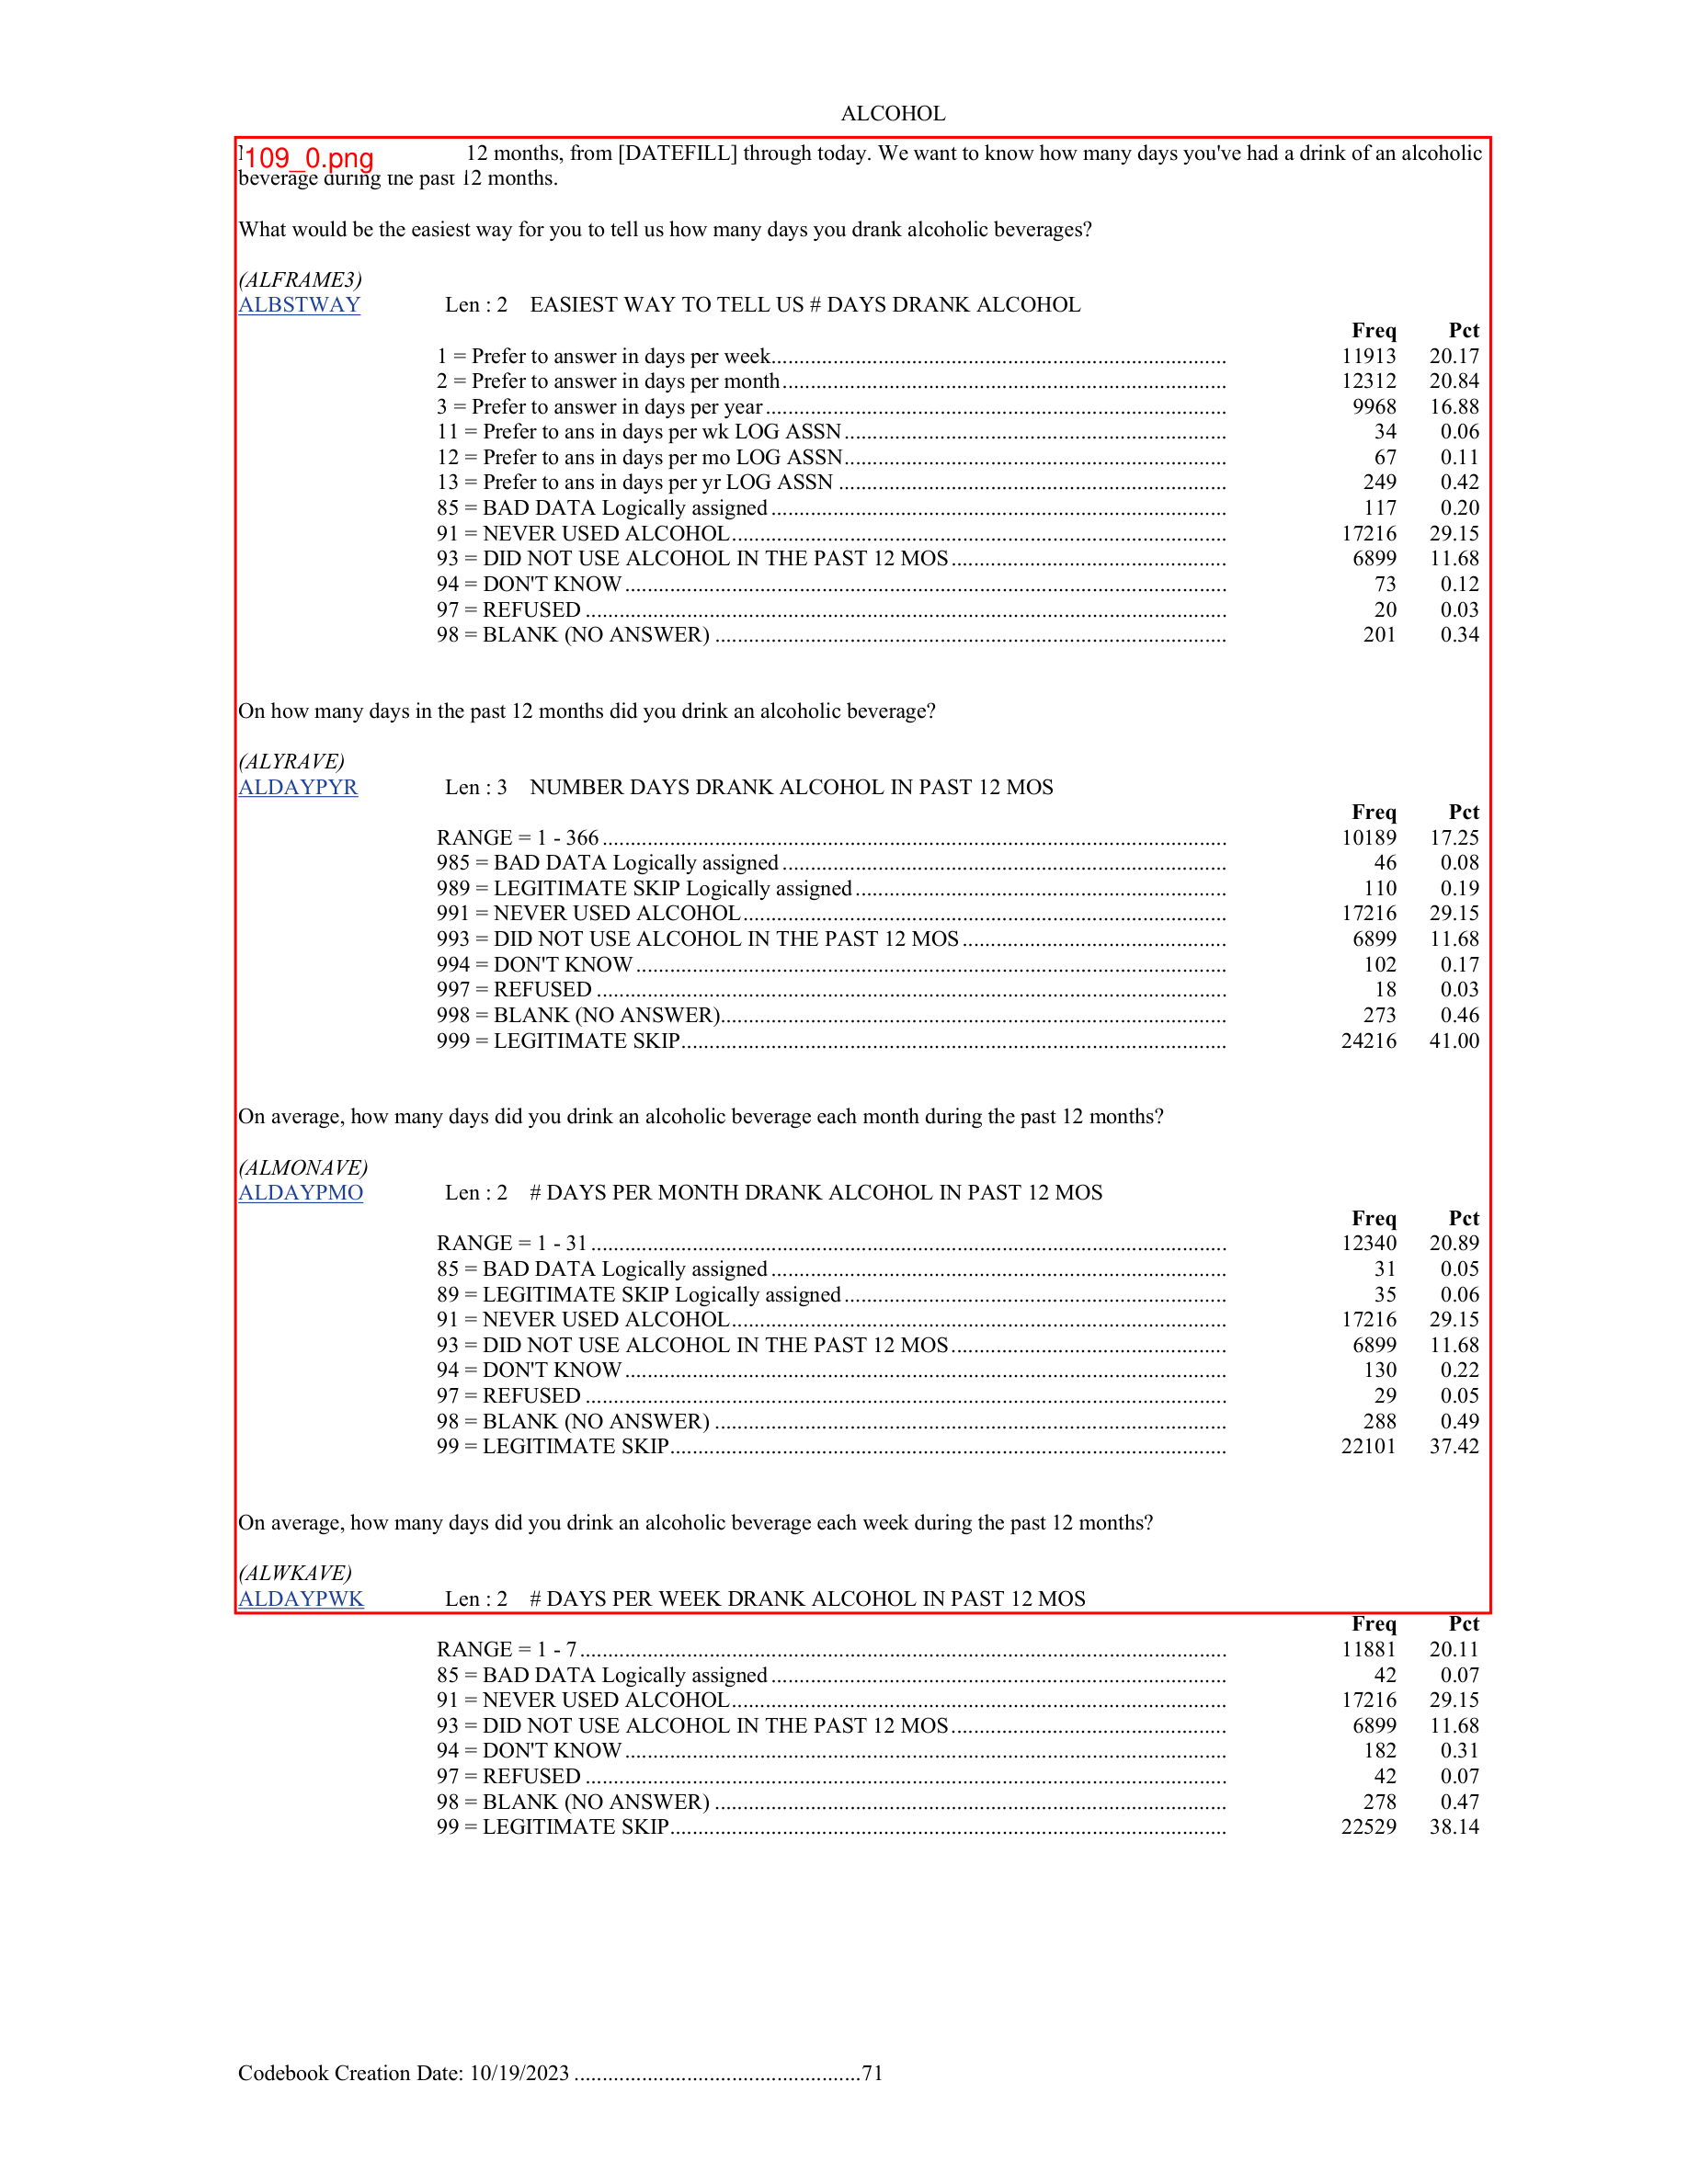 ALCOHOL
109_0.png 12 months, from [DATEFILL] through today. We want to know how many days you've had a drink of an alcoholic
beverage during the past 12 months.
What would be the easiest way for you to tell us how many days you drank alcoholic beverages?
(ALFRAME3)
ALBSTWAY Len : 2 EASIEST WAY TO TELL US # DAYS DRANK ALCOHOL
Freq Pct
1 = Prefer to answer in days per week................................................................................. 11913 20.17
2 = Prefer to answer in days per month............................................................................... 12312 20.84
3 = Prefer to answer in days per year.................................................................................. 9968 16.88
11 = Prefer to ans in days per wk LOG ASSN.................................................................... 34 0.06
12 = Prefer to ans in days per mo LOG ASSN.................................................................... 67 0.11
13 = Prefer to ans in days per yr LOG ASSN ..................................................................... 249 0.42
85 = BAD DATA Logically assigned................................................................................. 117 0.20
91 = NEVER USED ALCOHOL........................................................................................ 17216 29.15
93 = DID NOT USE ALCOHOL IN THE PAST 12 MOS................................................. 6899 11.68
94 = DON'T KNOW........................................................................................................... 73 0.12
97 = REFUSED .................................................................................................................. 20 0.03
98 = BLANK (NO ANSWER) ........................................................................................... 201 0.34
On how many days in the past 12 months did you drink an alcoholic beverage?
(ALYRAVE)
ALDAYPYR Len : 3 NUMBER DAYS DRANK ALCOHOL IN PAST 12 MOS
Freq Pct
RANGE = 1 - 366............................................................................................................... 10189 17.25
985 = BAD DATA Logically assigned............................................................................... 46 0.08
989 = LEGITIMATE SKIP Logically assigned.................................................................. 110 0.19
991 = NEVER USED ALCOHOL...................................................................................... 17216 29.15
993 = DID NOT USE ALCOHOL IN THE PAST 12 MOS............................................... 6899 11.68
994 = DON'T KNOW......................................................................................................... 102 0.17
997 = REFUSED ................................................................................................................ 18 0.03
998 = BLANK (NO ANSWER).......................................................................................... 273 0.46
999 = LEGITIMATE SKIP................................................................................................. 24216 41.00
On average, how many days did you drink an alcoholic beverage each month during the past 12 months?
(ALMONAVE)
ALDAYPMO Len : 2 # DAYS PER MONTH DRANK ALCOHOL IN PAST 12 MOS
Freq Pct
RANGE = 1 - 31................................................................................................................. 12340 20.89
85 = BAD DATA Logically assigned................................................................................. 31 0.05
89 = LEGITIMATE SKIP Logically assigned.................................................................... 35 0.06
91 = NEVER USED ALCOHOL........................................................................................ 17216 29.15
93 = DID NOT USE ALCOHOL IN THE PAST 12 MOS................................................. 6899 11.68
94 = DON'T KNOW........................................................................................................... 130 0.22
97 = REFUSED .................................................................................................................. 29 0.05
98 = BLANK (NO ANSWER) ........................................................................................... 288 0.49
99 = LEGITIMATE SKIP................................................................................................... 22101 37.42
On average, how many days did you drink an alcoholic beverage each week during the past 12 months?
(ALWKAVE)
ALDAYPWK Len : 2 # DAYS PER WEEK DRANK ALCOHOL IN PAST 12 MOS
Freq Pct
RANGE = 1 - 7................................................................................................................... 11881 20.11
85 = BAD DATA Logically assigned................................................................................. 42 0.07
91 = NEVER USED ALCOHOL........................................................................................ 17216 29.15
93 = DID NOT USE ALCOHOL IN THE PAST 12 MOS................................................. 6899 11.68
94 = DON'T KNOW........................................................................................................... 182 0.31
97 = REFUSED .................................................................................................................. 42 0.07
98 = BLANK (NO ANSWER) ........................................................................................... 278 0.47
99 = LEGITIMATE SKIP................................................................................................... 22529 38.14
Codebook Creation Date: 10/19/2023 ...................................................71